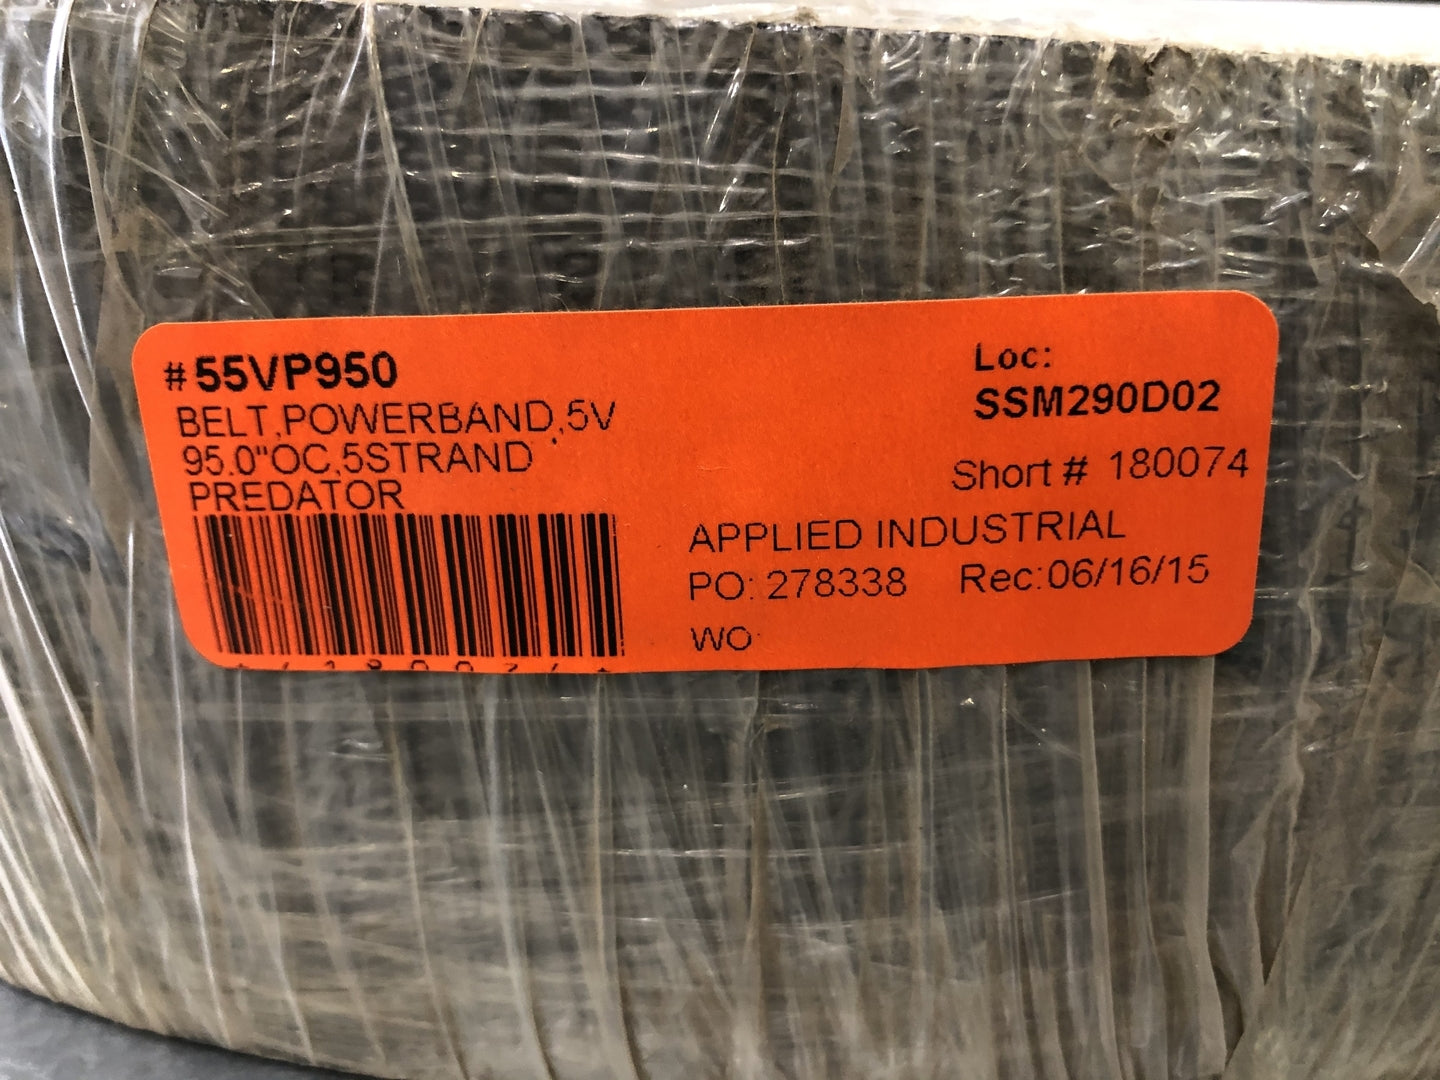 #55VP950
BELT,POWERBAND,5V
95.0"OC,5STRAND
PREDATOR
Loc:
SSM290D02
Short # 180074
APPLIED INDUSTRIAL
PO: 278338 Rec:06/16/15
WO